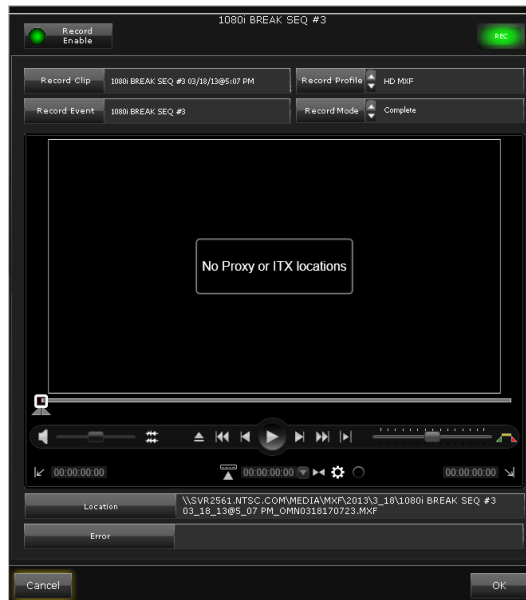 1080i BREAK SEQ #3
Record
Enable
REC
Record Clip
1080i BREAK SEQ #3 03/18/13@5:07 PM
Record Profile
HD MXF
Record Event
1080i BREAK SEQ #3
Record Mode
Complete
No Proxy or ITX locations
00:00:00:00
00:00:00:00
00:00:00:00
Location
\\SVR2561.NTSC.COM\MEDIA\MXF\2013\3_18\1080i BREAK SEQ #3
03_18_13@5_07 PM_OMN0318170723.MXF
Error
Cancel
OK